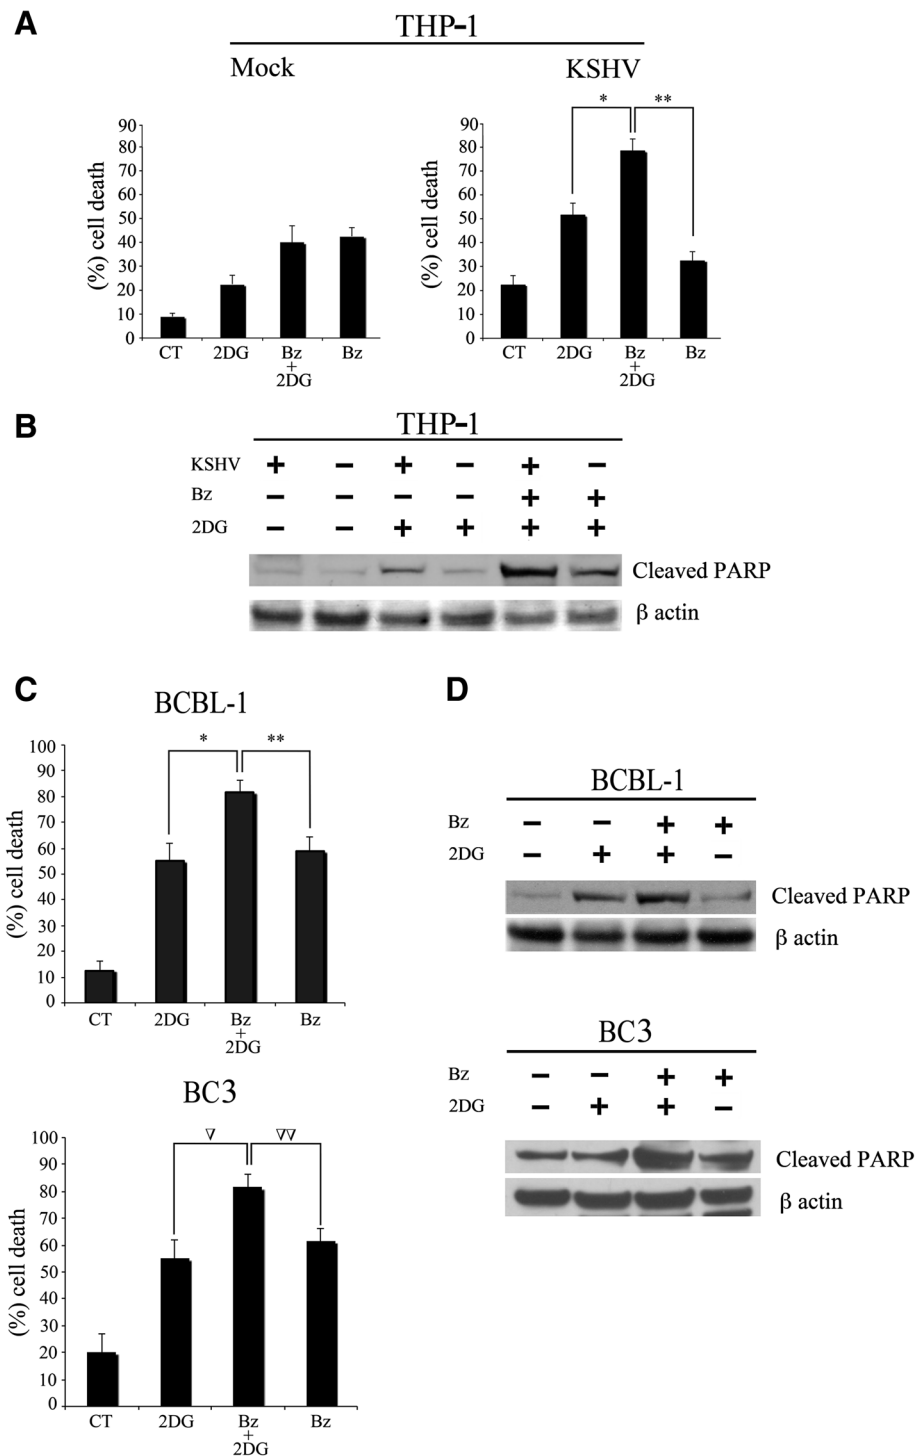 A
THP-1
Mock
KSHV
* **
(%) cell death
90
80
70
60
50
40
30
20
10
0
CT 2DG Bz + 2DG Bz
(%) cell death
90
80
70
60
50
40
30
20
10
0
CT 2DG Bz + 2DG Bz
B
THP-1
KSHV + − + − + −
Bz − − − − + +
2DG − − + + + +
Cleaved PARP
β actin
C
BCBL-1
* **
(%) cell death
100
90
80
70
60
50
40
30
20
10
0
CT 2DG Bz + 2DG Bz
BC3
∇ ∇∇
(%) cell death
100
90
80
70
60
50
40
30
20
10
0
CT 2DG Bz + 2DG Bz
D
BCBL-1
Bz − − + +
2DG − + + −
Cleaved PARP
β actin
BC3
Bz − − + +
2DG − + + −
Cleaved PARP
β actin